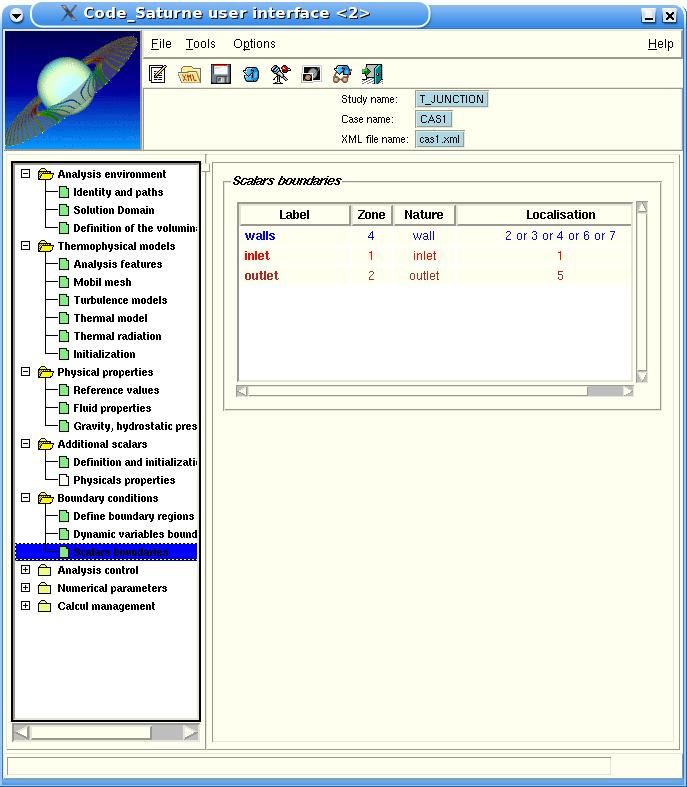 Code_Saturne user interface <2>
File Tools Options Help
XML
Study name: T_JUNCTION
Case name: CAS1
XML file name: cas1.xml
Analysis environment
Identity and paths
Solution Domain
Definition of the volumin
Thermophysical models
Analysis features
Mobil mesh
Turbulence models
Thermal model
Thermal radiation
Initialization
Physical properties
Reference values
Fluid properties
Gravity, hydrostatic pres
Additional scalars
Definition and initializati
Physicals properties
Boundary conditions
Define boundary regions
Dynamic variables bound
Scalars boundaries
Analysis control
Numerical parameters
Calcul management
Scalars boundaries
Label Zone Nature Localisation
walls 4 wall 2 or 3 or 4 or 6 or 7
inlet 1 inlet 1
outlet 2 outlet 5